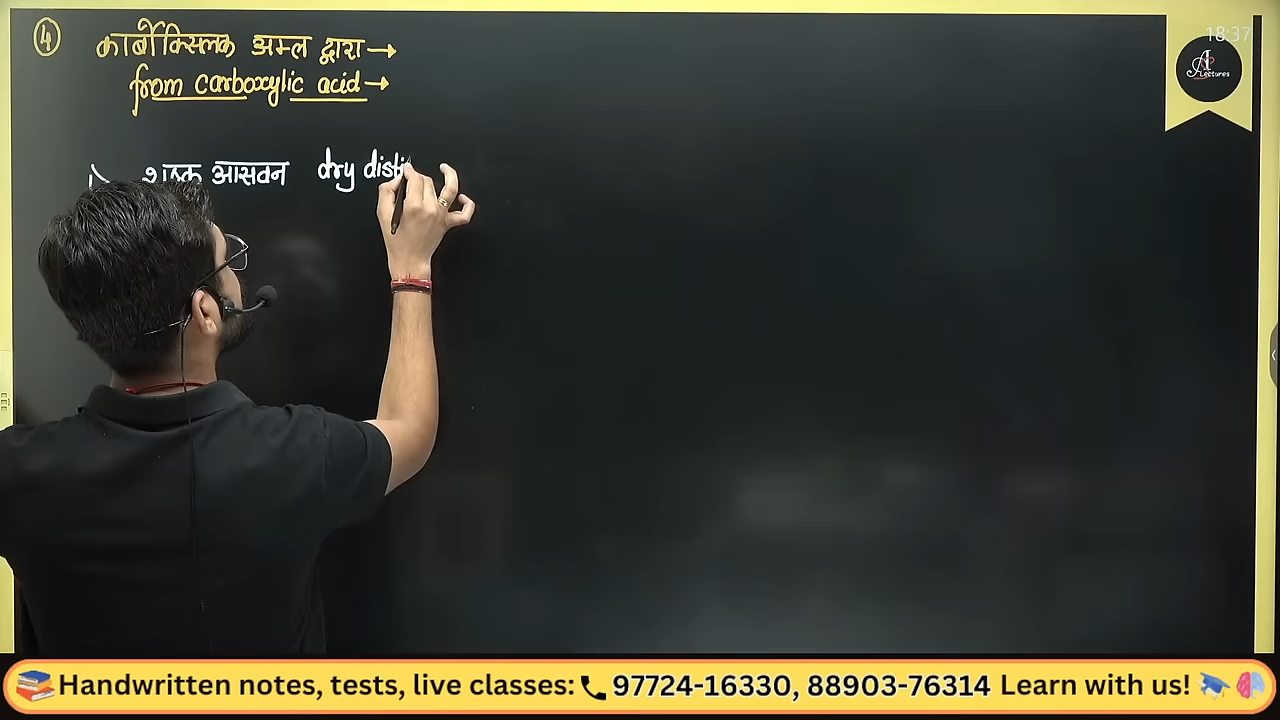 4 कार्बोक्सिलिक अम्ल द्वारा →
from carboxylic acid →
शुष्क आसवन dry disti
18:37
A Lectures
Handwritten notes, tests, live classes: 97724-16330, 88903-76314 Learn with us!